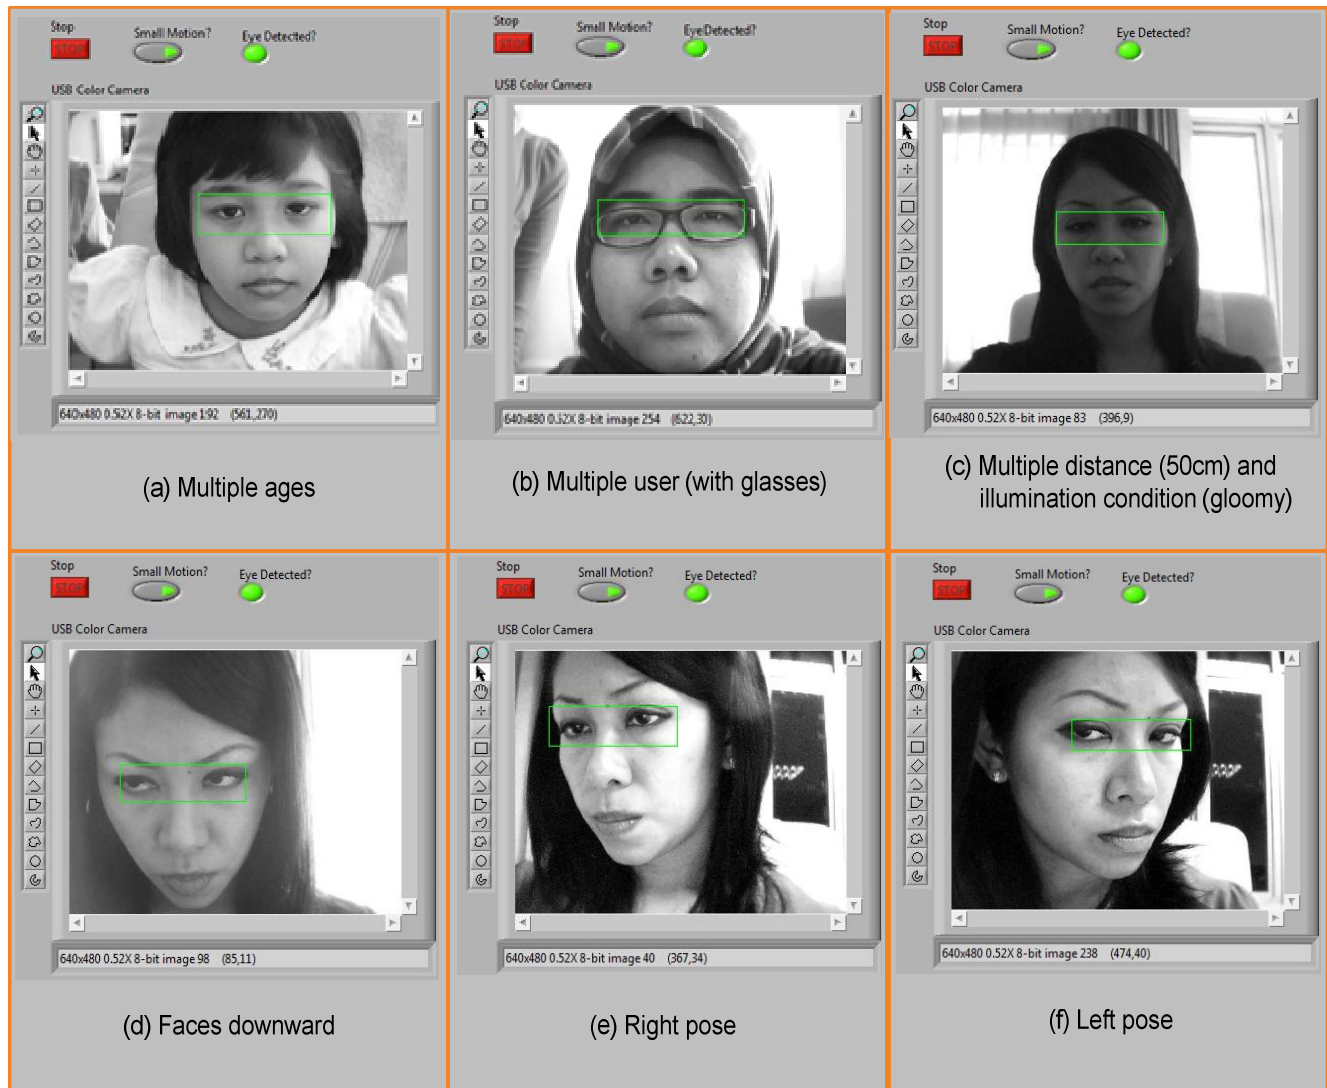 Stop
Small Motion?
Eye Detected?
STOP
USB Color Camera
640x480 0.52X 8-bit image 192 (561,270)
(a) Multiple ages
Stop
Small Motion?
Eye Detected?
STOP
USB Color Camera
640x480 0.52X 8-bit image 254 (622,30)
(b) Multiple user (with glasses)
Stop
Small Motion?
Eye Detected?
STOP
USB Color Camera
640x480 0.52X 8-bit image 83 (396,9)
(c) Multiple distance (50cm) and
illumination condition (gloomy)
Stop
Small Motion?
Eye Detected?
STOP
USB Color Camera
640x480 0.52X 8-bit image 98 (85,11)
(d) Faces downward
Stop
Small Motion?
Eye Detected?
STOP
USB Color Camera
640x480 0.52X 8-bit image 40 (367,34)
(e) Right pose
Stop
Small Motion?
Eye Detected?
STOP
USB Color Camera
640x480 0.52X 8-bit image 238 (474,40)
(f) Left pose